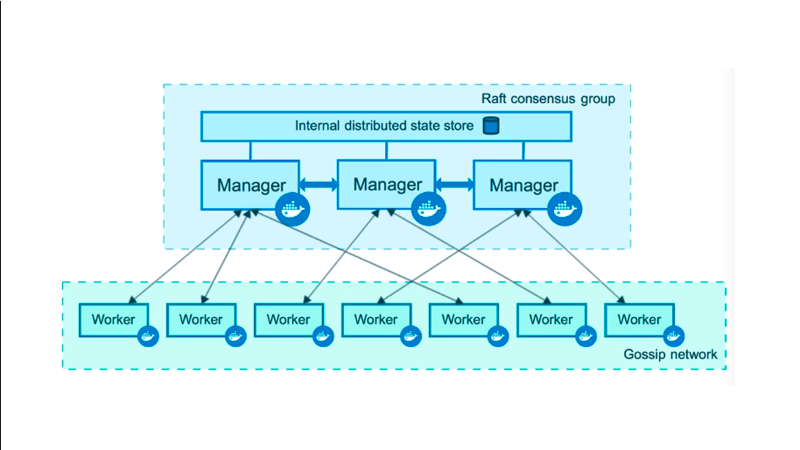 Raft consensus group
Internal distributed state store
Manager
Manager
Manager
Worker
Worker
Worker
Worker
Worker
Worker
Worker
Gossip network